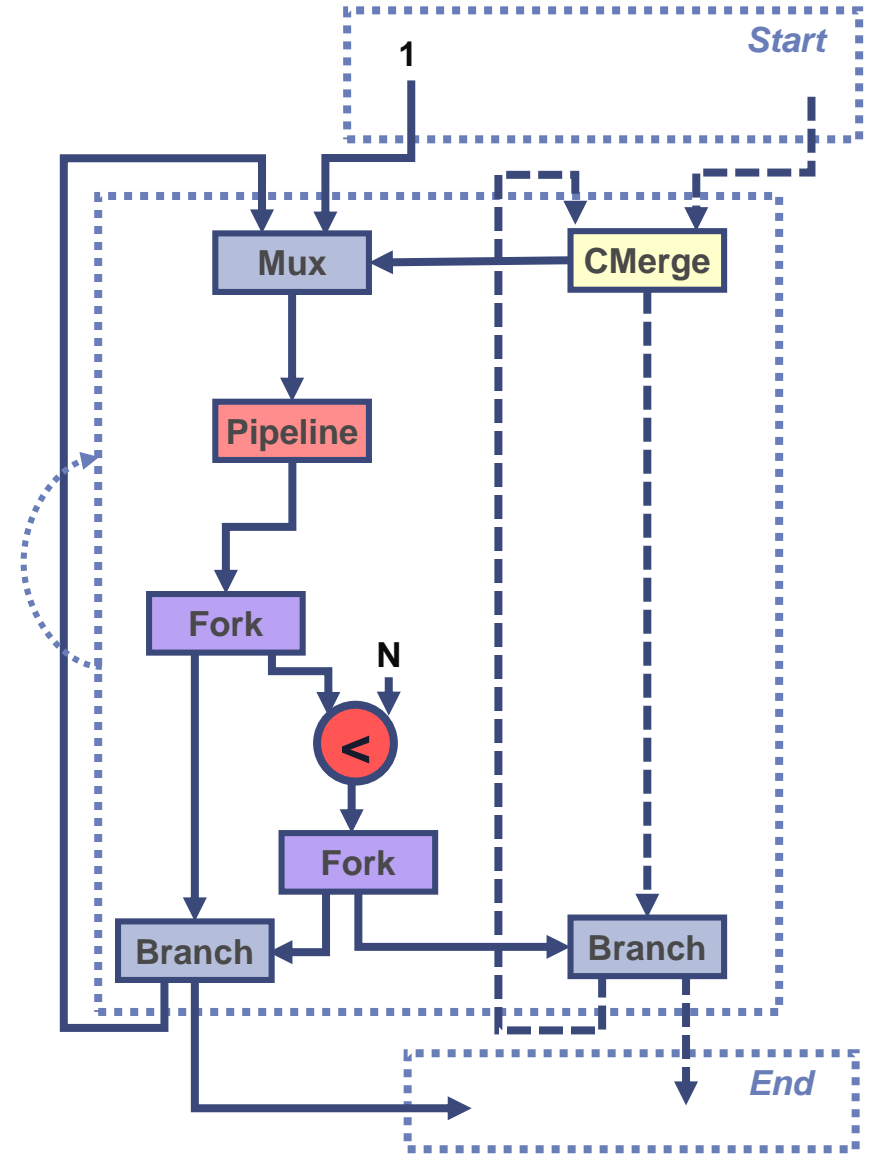 Start
1
Mux
CMerge
Pipeline
Fork
N
<
Fork
Branch
Branch
End